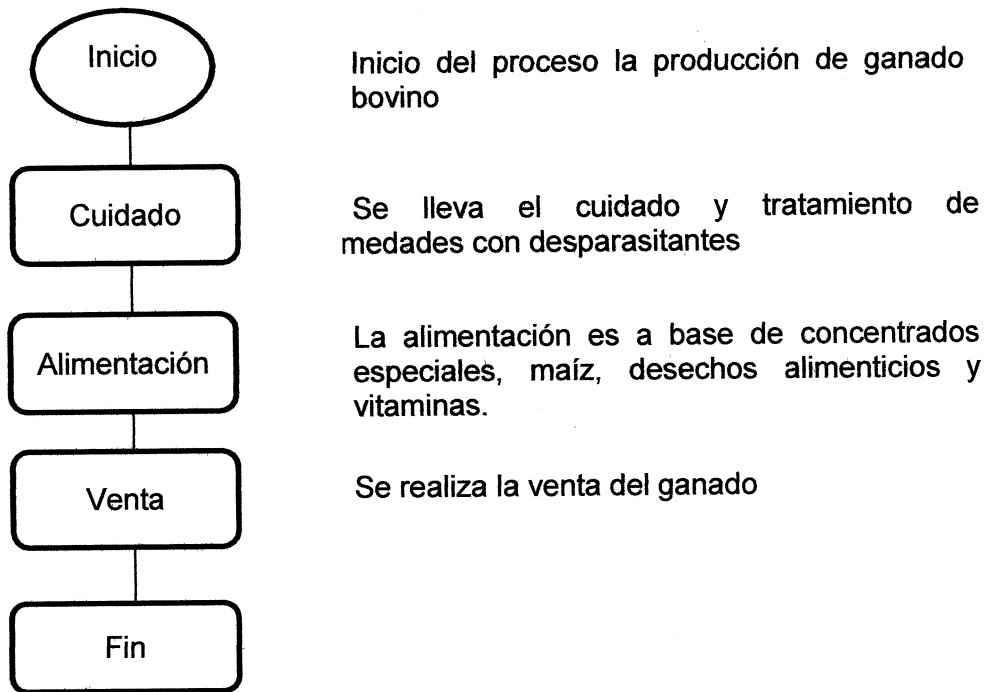 Inicio
Inicio del proceso la producción de ganado
bovino
Cuidado
Se lleva el cuidado y tratamiento de
medades con desparasitantes
Alimentación
La alimentación es a base de concentrados
especiales, maíz, desechos alimenticios y
vitaminas.
Venta
Se realiza la venta del ganado
Fin